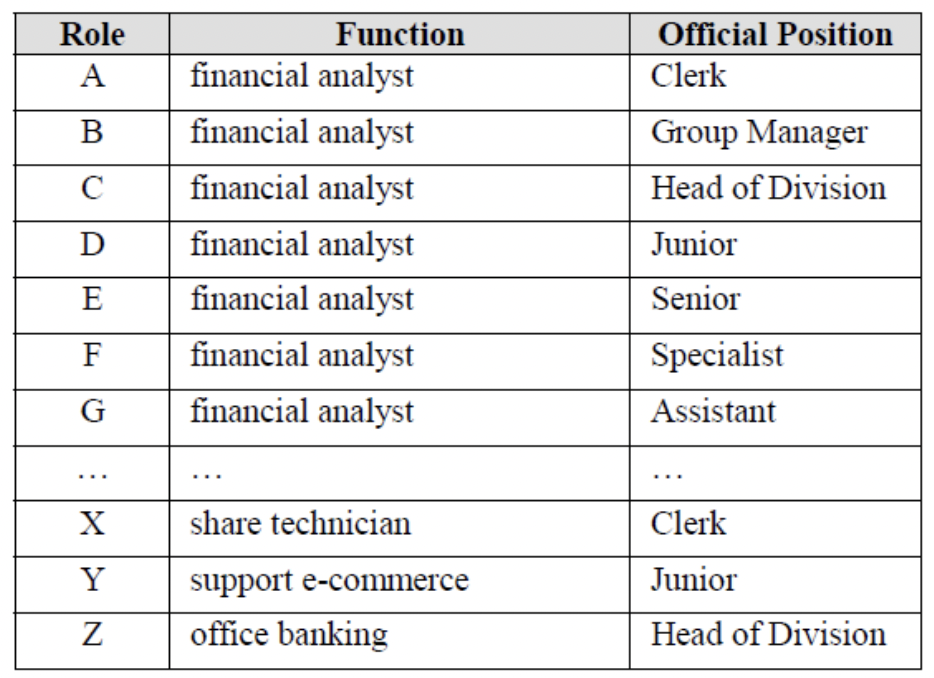 Role Function Official Position
A financial analyst Clerk
B financial analyst Group Manager
C financial analyst Head of Division
D financial analyst Junior
E financial analyst Senior
F financial analyst Specialist
G financial analyst Assistant
… … …
X share technician Clerk
Y support e-commerce Junior
Z office banking Head of Division